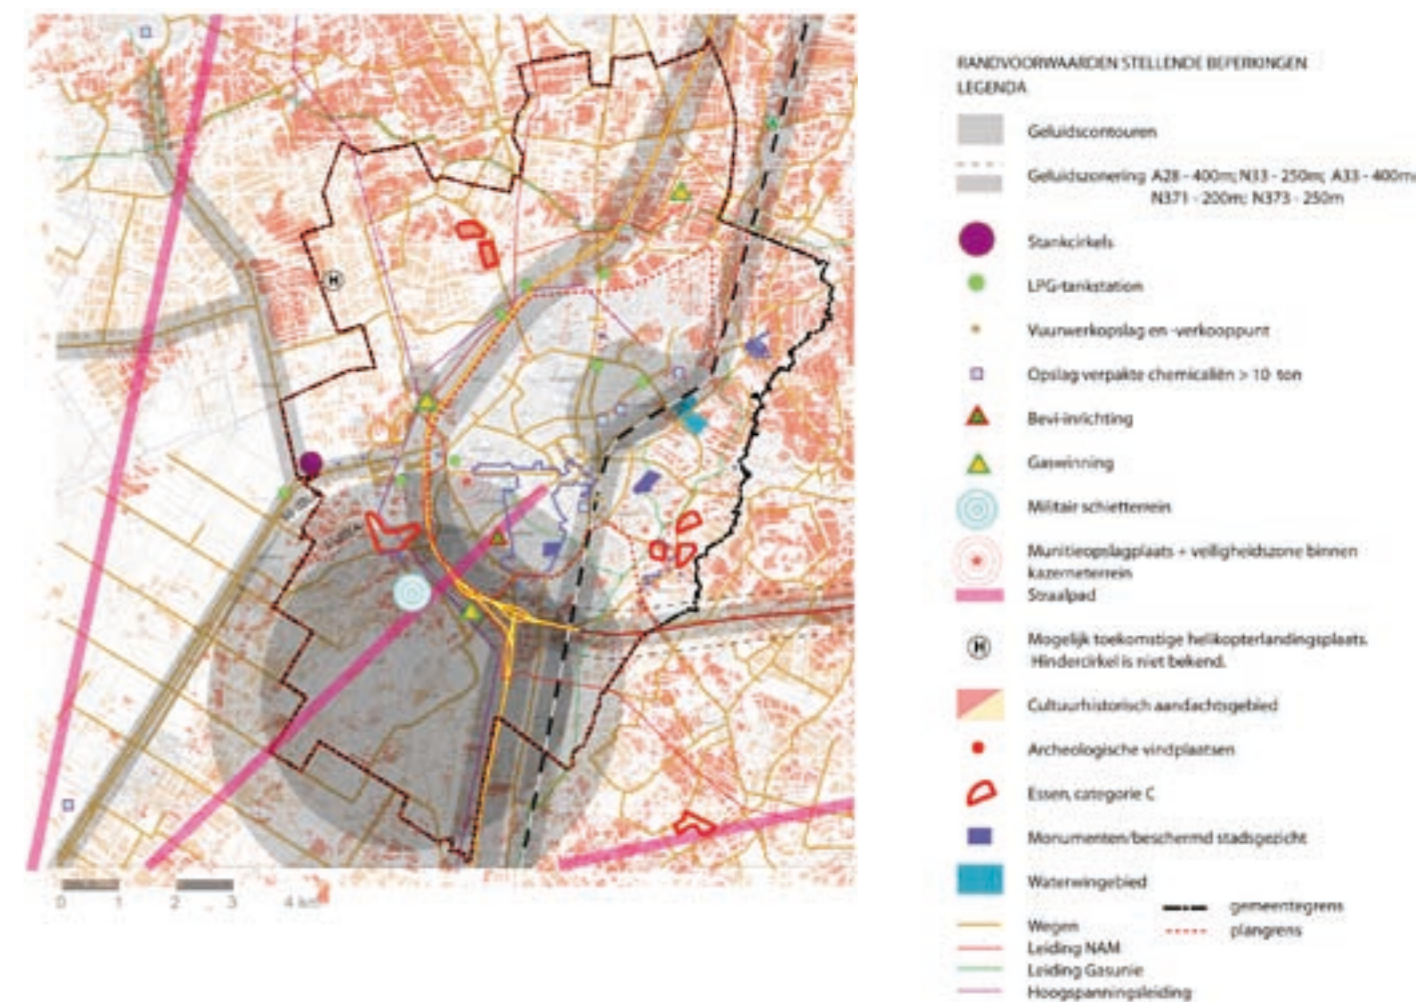 RANDVOORWAARDEN STELLENDE BEPERKINGEN
LEGENDA
Geluidscontouren
Geluidszonering A28 - 400m; N33 - 250m; A33 - 400m;
N371 - 200m; N373 - 250m
Stankcirkels
LPG-tankstation
Vuurwerkopslag en -verkooppunt
Opslag verpakte chemicaliën > 10 ton
Bevi-inrichting
Gaswinning
Militair schietterrein
Munitieopslagplaats + veiligheidszone binnen
kazerneterrein
Straalpad
H
Mogelijk toekomstige helikopterlandingsplaats.
Hindercirkel is niet bekend.
Cultuurhistorisch aandachtsgebied
Archeologische vindplaatsen
Essen, categorie C
Monumenten/beschermd stadsgezicht
Waterwingebied
Wegen
Leiding NAM
Leiding Gasunie
Hoogspanningsleiding
gemeentegrens
plangrens
H
0 1 2 3 4 km